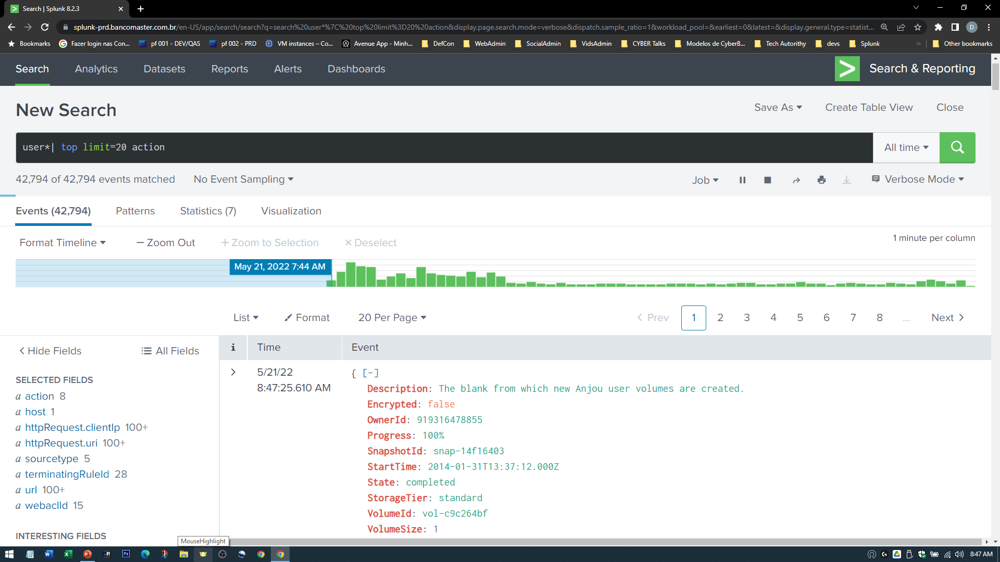 Search | Splunk 8.2.3
splunk-prd.bancomaster.com.br/en-US/app/search/search?q=search%20user*%7C%20top%20limit%3D20%20action&display.page.search.mode=verbose&dispatch.sample_ratio=1&workload_pool=&earliest=0&latest=&display.general.type=statist...
D
Bookmarks Fazer login nas Con... pf 001 - DEV/QAS pf 002 - PRD VM instances – Co... Avenue App - Minh... DefCon WebAdmin SocialAdmin VidsAdmin CYBER Talks Modelos de CyberB... Tech Autority devs Splunk » Other bookmarks
Search Analytics Datasets Reports Alerts Dashboards Search & Reporting
New Search Save As Create Table View Close
user*| top limit=20 action All time
42,794 of 42,794 events matched No Event Sampling Job Verbose Mode
Events (42,794) Patterns Statistics (7) Visualization
Format Timeline — Zoom Out + Zoom to Selection × Deselect 1 minute per column
May 21, 2022 7:44 AM
List Format 20 Per Page < Prev 1 2 3 4 5 6 7 8 ... Next >
< Hide Fields All Fields i Time Event
SELECTED FIELDS
a action 8
a host 1
a httpRequest.clientIp 100+
a httpRequest.uri 100+
a sourcetype 5
a terminatingRuleId 28
a url 100+
a webaclId 15
INTERESTING FIELDS
> 5/21/22
8:47:25.610 AM
{ [-]
Description: The blank from which new Anjou user volumes are created.
Encrypted: false
OwnerId: 919316478855
Progress: 100%
SnapshotId: snap-14f16403
StartTime: 2014-01-31T13:37:12.000Z
State: completed
StorageTier: standard
VolumeId: vol-c9c264bf
VolumeSize: 1
MouseHighlight
8:47 AM